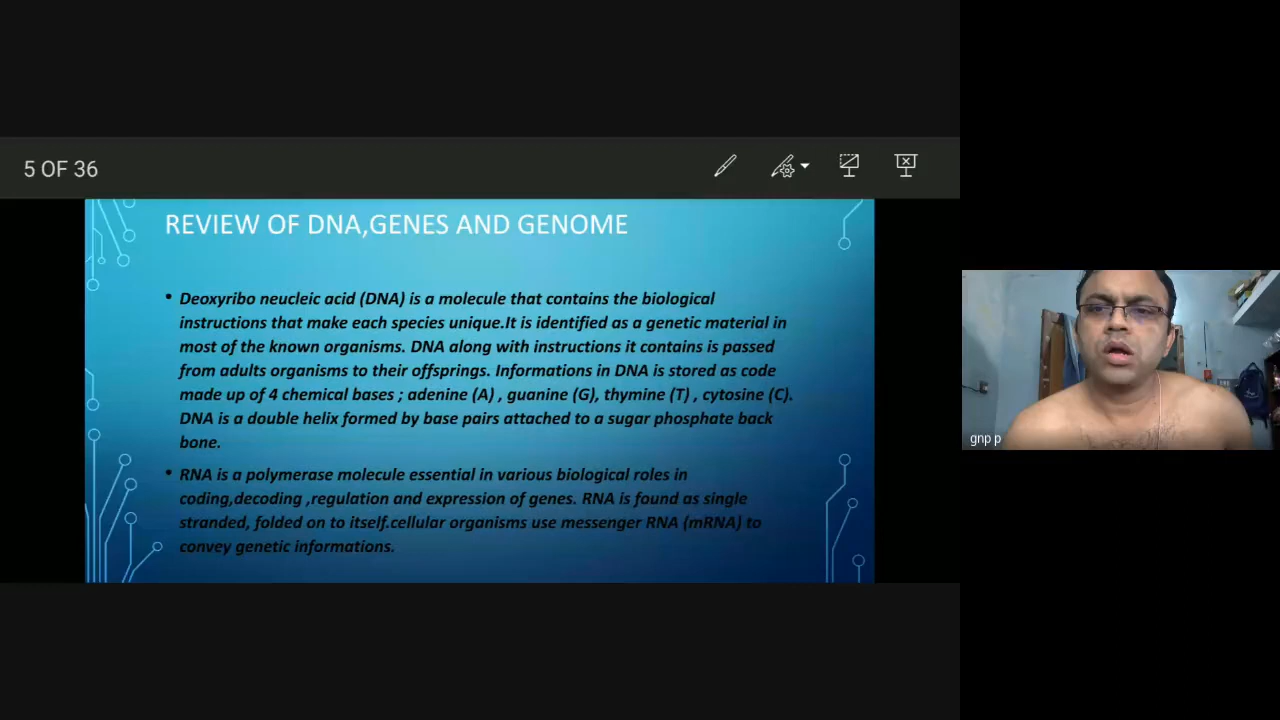 5 OF 36
REVIEW OF DNA,GENES AND GENOME
• Deoxyribo neucleic acid (DNA) is a molecule that contains the biological
instructions that make each species unique.It is identified as a genetic material in
most of the known organisms. DNA along with instructions it contains is passed
from adults organisms to their offsprings. Informations in DNA is stored as code
made up of 4 chemical bases ; adenine (A) , guanine (G), thymine (T) , cytosine (C).
DNA is a double helix formed by base pairs attached to a sugar phosphate back
bone.
• RNA is a polymerase molecule essential in various biological roles in
coding,decoding ,regulation and expression of genes. RNA is found as single
stranded, folded on to itself.cellular organisms use messenger RNA (mRNA) to
convey genetic informations.
gnp p